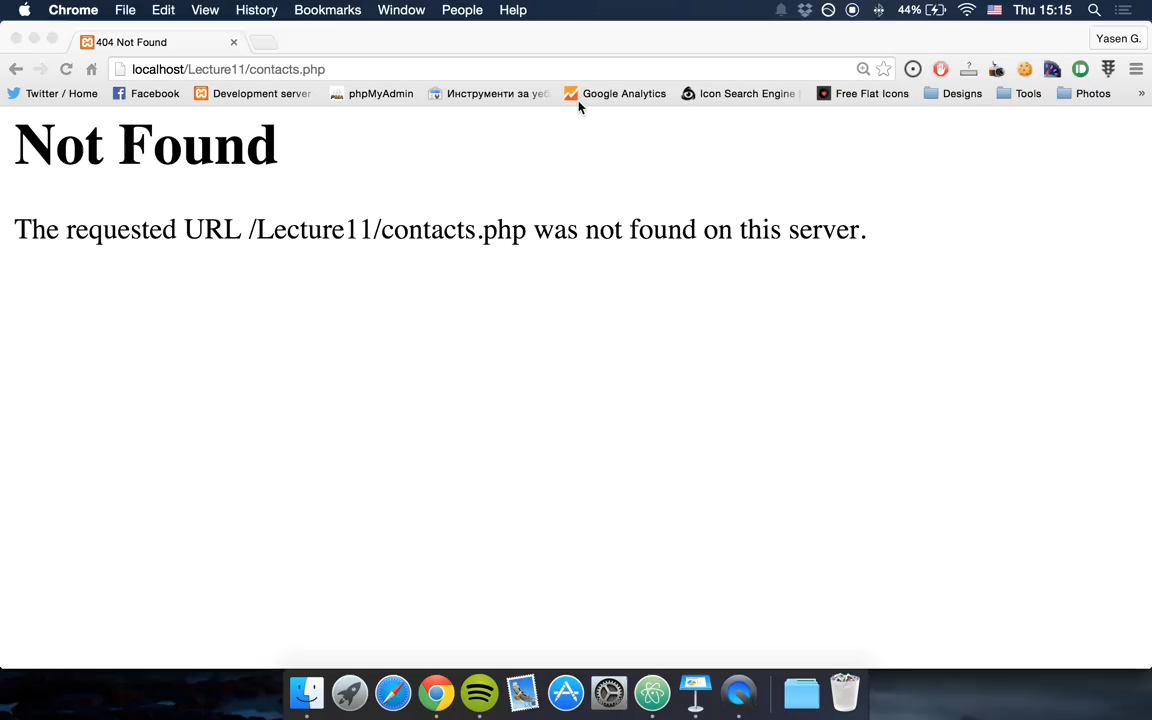 Chrome File Edit View History Bookmarks Window People Help 44% Thu 15:15
404 Not Found Yasen G.
localhost/Lecture11/contacts.php
Twitter / Home Facebook Development server phpMyAdmin Инструменти за уеб Google Analytics Icon Search Engine Free Flat Icons Designs Tools Photos »
Not Found
The requested URL /Lecture11/contacts.php was not found on this server.